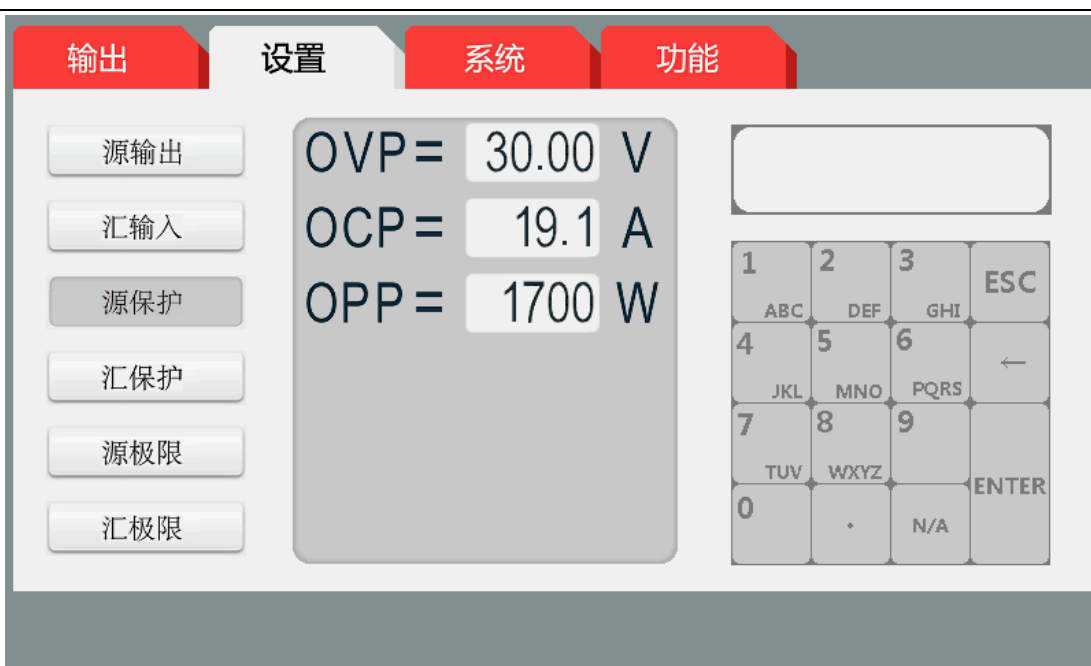 输出 设置 系统 功能
源输出
汇输入
源保护
汇保护
源极限
汇极限
OVP= 30.00 V
OCP= 19.1 A
OPP= 1700 W
1 ABC 2 DEF 3 GHI ESC
4 JKL 5 MNO 6 PQRS ←
7 TUV 8 WXYZ 9 ENTER
0 . N/A